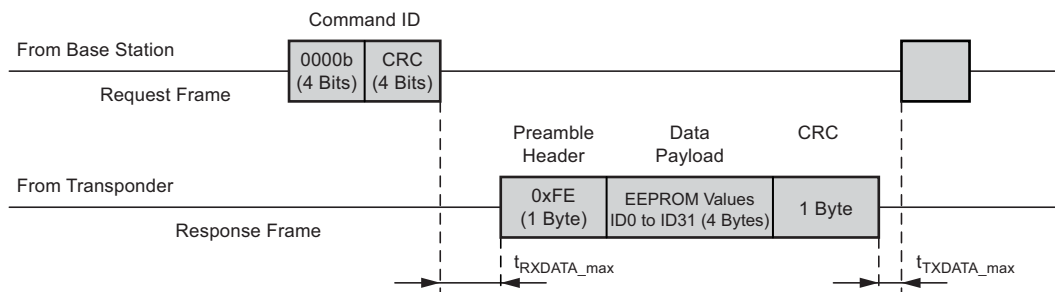 Command ID
From Base Station
0000b
(4 Bits)
CRC
(4 Bits)
Request Frame
Preamble
Header
Data
Payload
CRC
From Transponder
0xFE
(1 Byte)
EEPROM Values
ID0 to ID31 (4 Bytes)
1 Byte
Response Frame
tRXDATA_max
tTXDATA_max